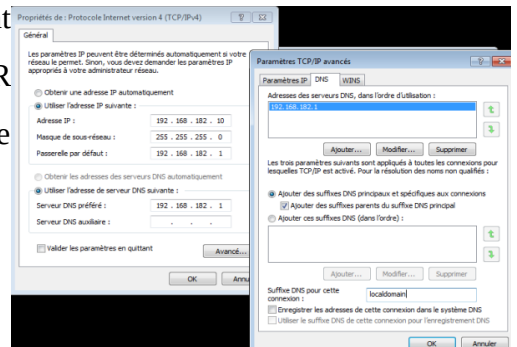 t
R
e
Propriétés de : Protocole Internet version 4 (TCP/IPv4)
Général
Les paramètres IP peuvent être déterminés automatiquement si votre
réseau le permet. Sinon, vous devez demander les paramètres IP
appropriés à votre administrateur réseau.
Obtenir une adresse IP automatiquement
Utiliser l'adresse IP suivante :
Adresse IP : 192 . 168 . 182 . 10
Masque de sous-réseau : 255 . 255 . 255 . 0
Passerelle par défaut : 192 . 168 . 182 . 1
Obtenir les adresses des serveurs DNS automatiquement
Utiliser l'adresse de serveur DNS suivante :
Serveur DNS préféré : 192 . 168 . 182 . 1
Serveur DNS auxiliaire : . . .
Valider les paramètres en quittant
Avancé...
OK Annu
Paramètres TCP/IP avancés
Paramètres IP DNS WINS
Adresses des serveurs DNS, dans l'ordre d'utilisation :
192.168.182.1
Ajouter... Modifier... Supprimer
Les trois paramètres suivants sont appliqués à toutes les connexions pour
lesquelles TCP/IP est activé. Pour la résolution des noms non qualifiés :
Ajouter des suffixes DNS principaux et spécifiques aux connexions
Ajouter des suffixes parents du suffixe DNS principal
Ajouter ces suffixes DNS (dans l'ordre) :
Ajouter... Modifier... Supprimer
Suffixe DNS pour cette
connexion : localdomain
Enregistrer les adresses de cette connexion dans le système DNS
Utiliser le suffixe DNS de cette connexion pour l'enregistrement DNS
OK Annuler